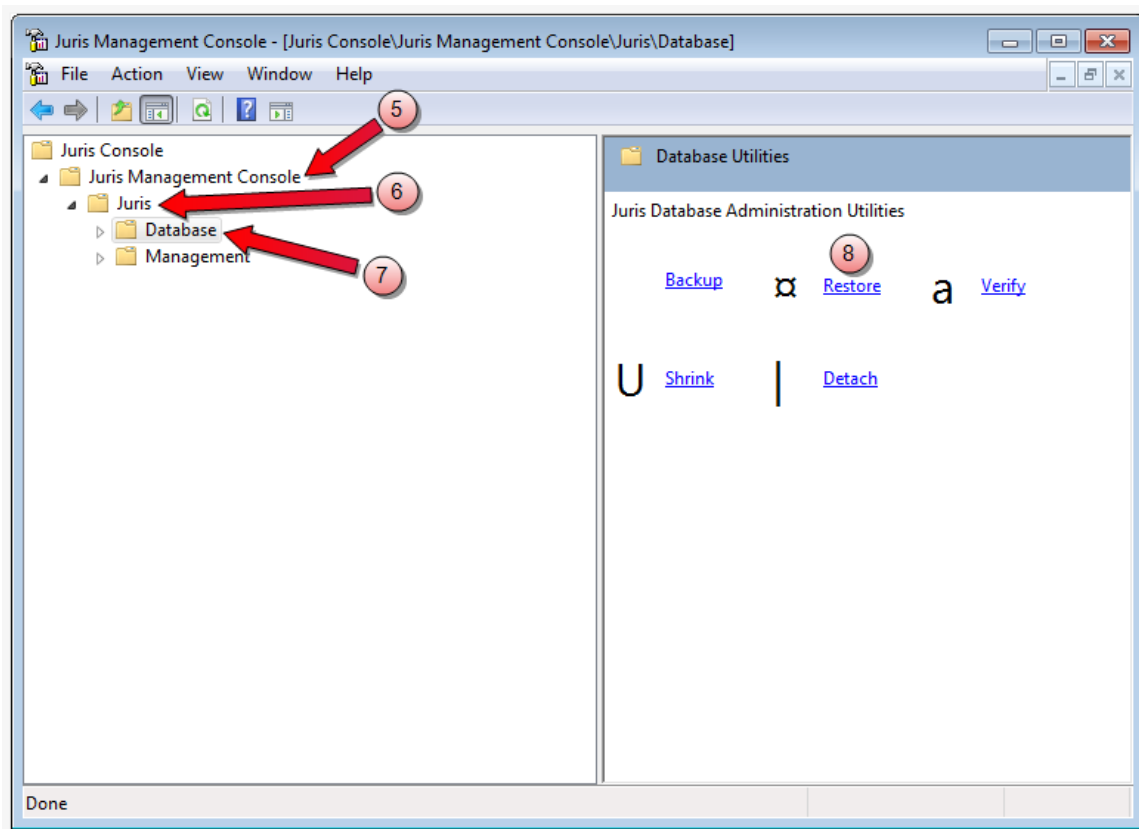 Juris Management Console - [Juris Console\Juris Management Console\Juris\Database]
File Action View Window Help
5
Juris Console
Juris Management Console
6
Juris
Database
Management
7
Database Utilities
Juris Database Administration Utilities
8
Backup ¤ Restore a Verify
U Shrink | Detach
Done